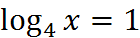 log₄ x = 1